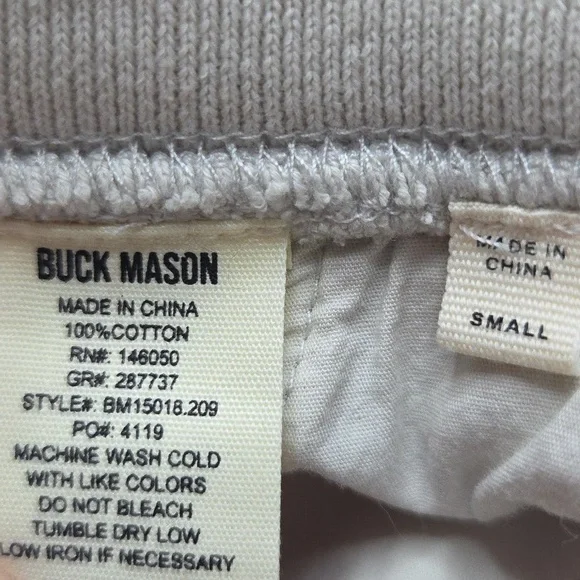 BUCK MASON
MADE IN CHINA
100%COTTON
RN#: 146050
GR#: 287737
STYLE#: BM15018.209
PO#: 4119
MACHINE WASH COLD
WITH LIKE COLORS
DO NOT BLEACH
TUMBLE DRY LOW
LOW IRON IF NECESSARY
MADE IN
CHINA
SMALL